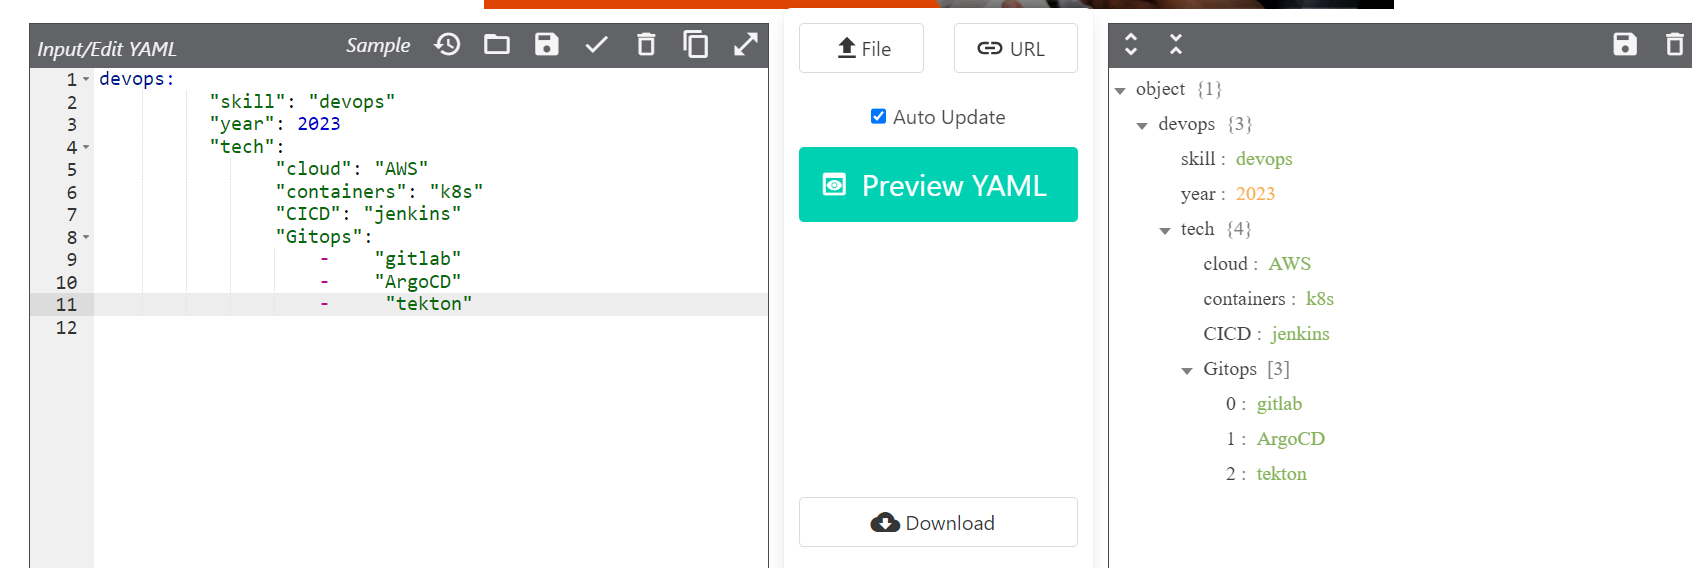 Input/Edit YAML Sample
1 devops:
2 "skill": "devops"
3 "year": 2023
4 "tech":
5 "cloud": "AWS"
6 "containers": "k8s"
7 "CICD": "jenkins"
8 "Gitops":
9 - "gitlab"
10 - "ArgoCD"
11 - "tekton"
12
File
URL
Auto Update
Preview YAML
Download
object {1}
devops {3}
skill : devops
year : 2023
tech {4}
cloud : AWS
containers : k8s
CICD : jenkins
Gitops [3]
0 : gitlab
1 : ArgoCD
2 : tekton